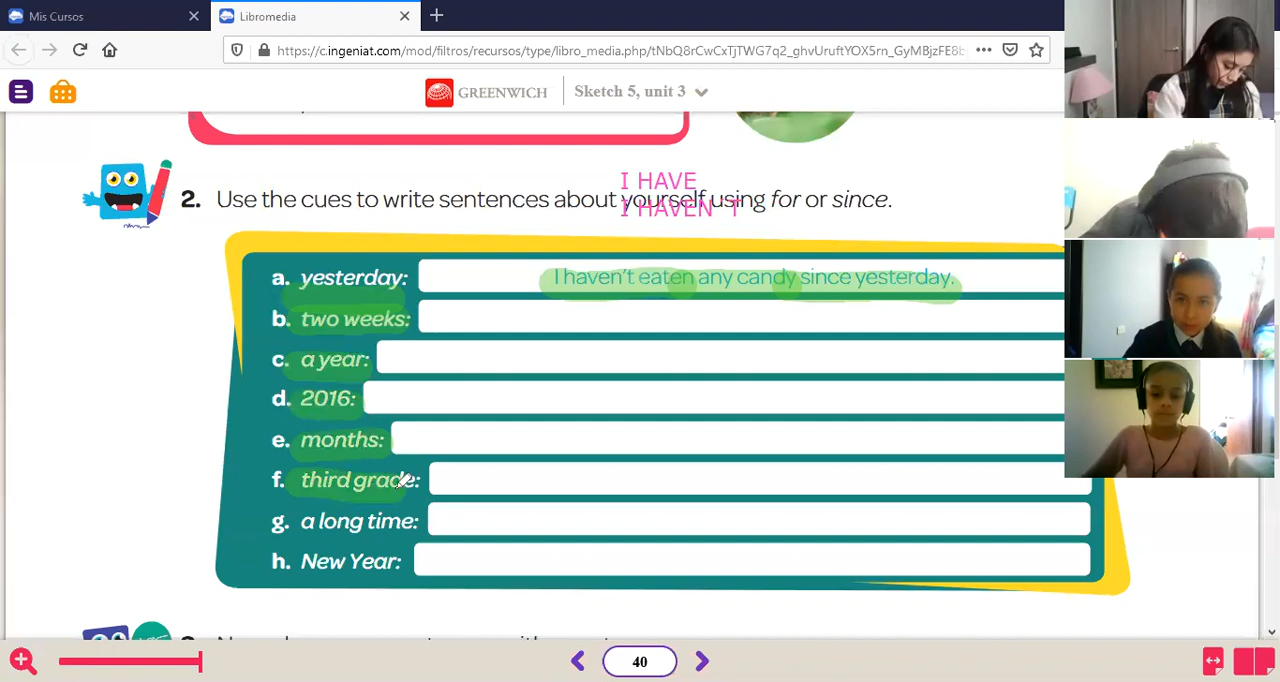 Mis Cursos
Libromedia
https://c.ingeniat.com/mod/filtros/recursos/type/libro_media.php/tNbQ8rCwCxTjTWG7q2_ghvUruftYOX5rn_GyMBjzFE8b
GREENWICH
Sketch 5, unit 3
I HAVE
2. Use the cues to write sentences about yourself using for or since.
I HAVEN'T
a. yesterday: I haven't eaten any candy since yesterday.
b. two weeks:
c. a year:
d. 2016:
e. months:
f. third grade:
g. a long time:
h. New Year:
40